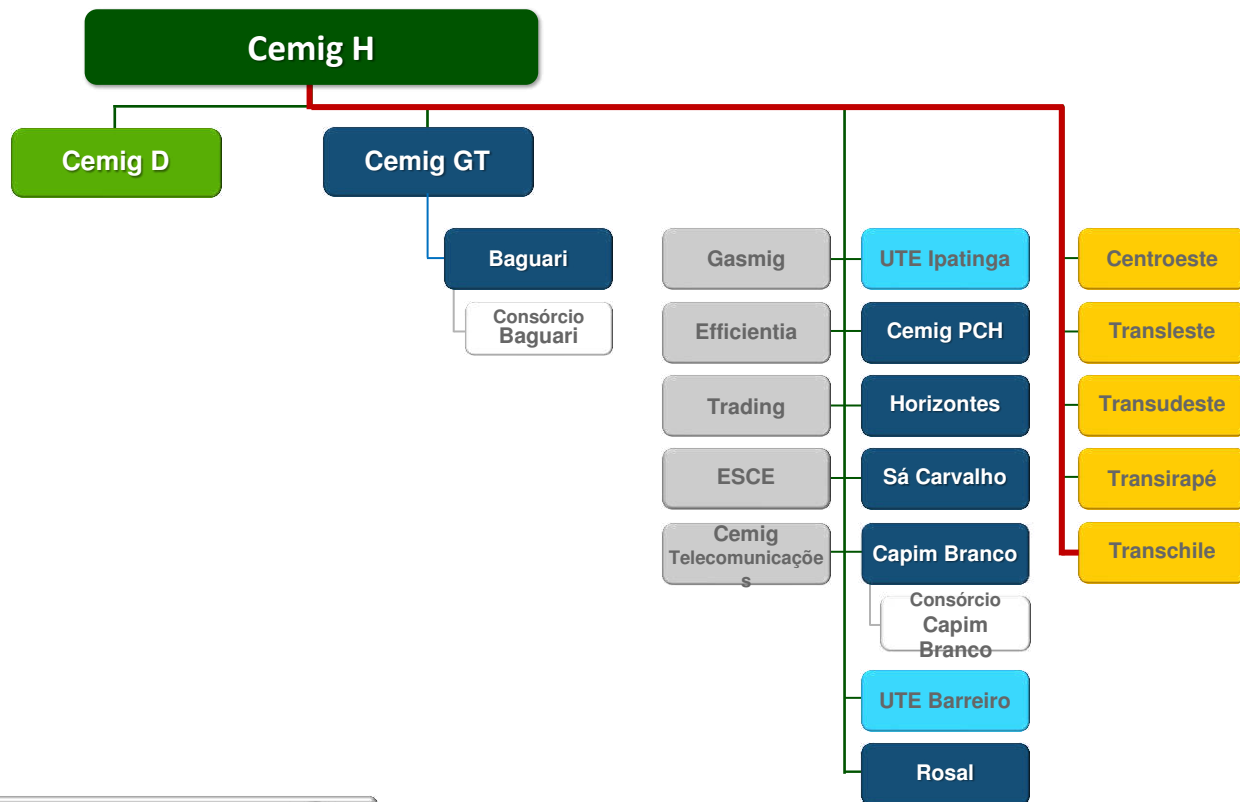 Cemig H
Cemig D
Cemig GT
Baguari
Consórcio
Baguari
Gasmig
UTE Ipatinga
Centroeste
Efficientia
Cemig PCH
Transleste
Trading
Horizontes
Transudeste
ESCE
Sá Carvalho
Transirapé
Cemig
Telecomunicaçõe
s
Capim Branco
Transchile
Consórcio
Capim
Branco
UTE Barreiro
Rosal